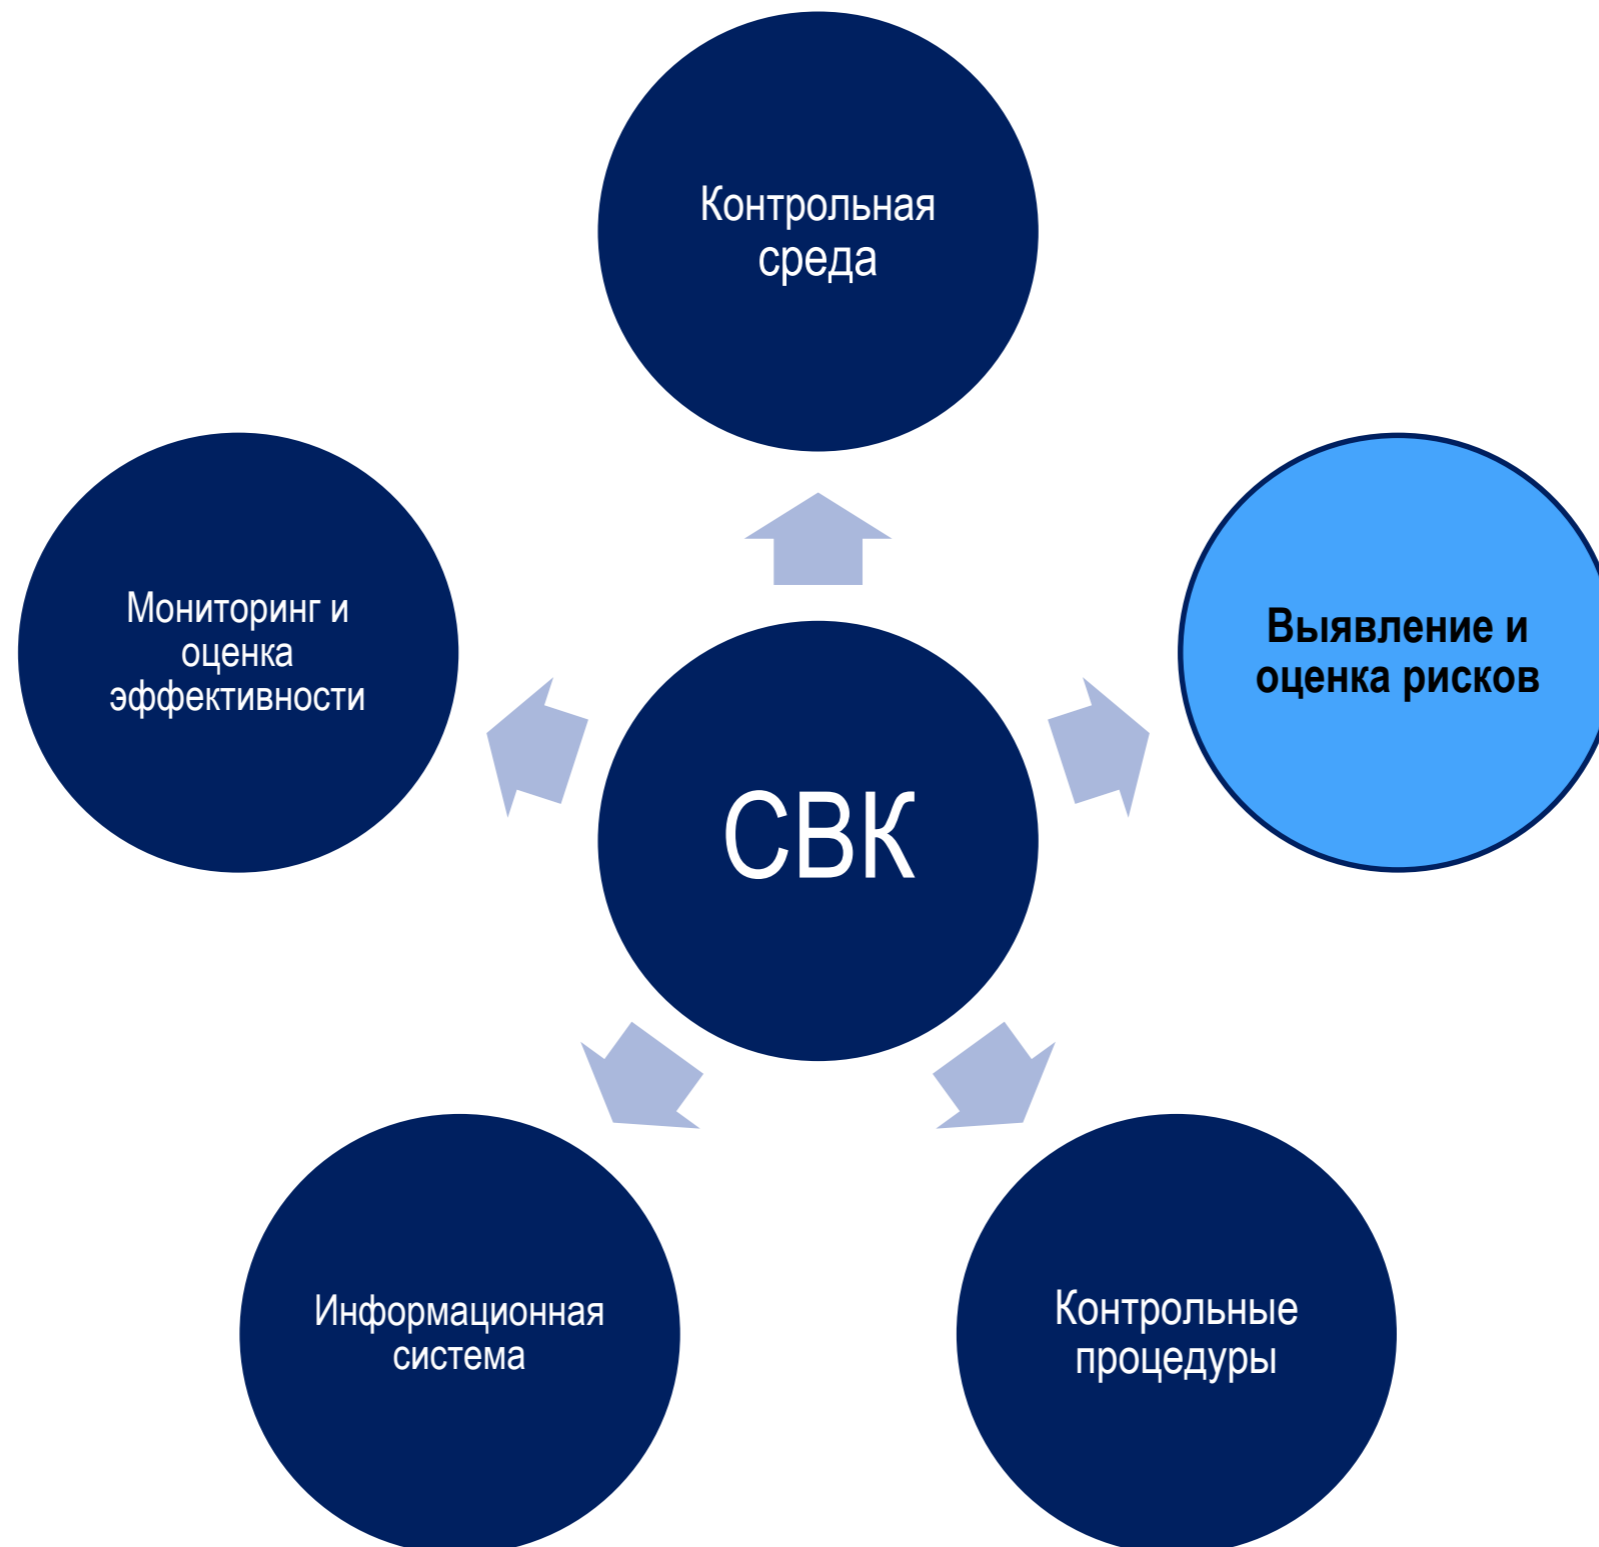 Контрольная
среда
Выявление и
оценка рисков
Мониторинг и
оценка
эффективности
СВК
Информационная
система
Контрольные
процедуры